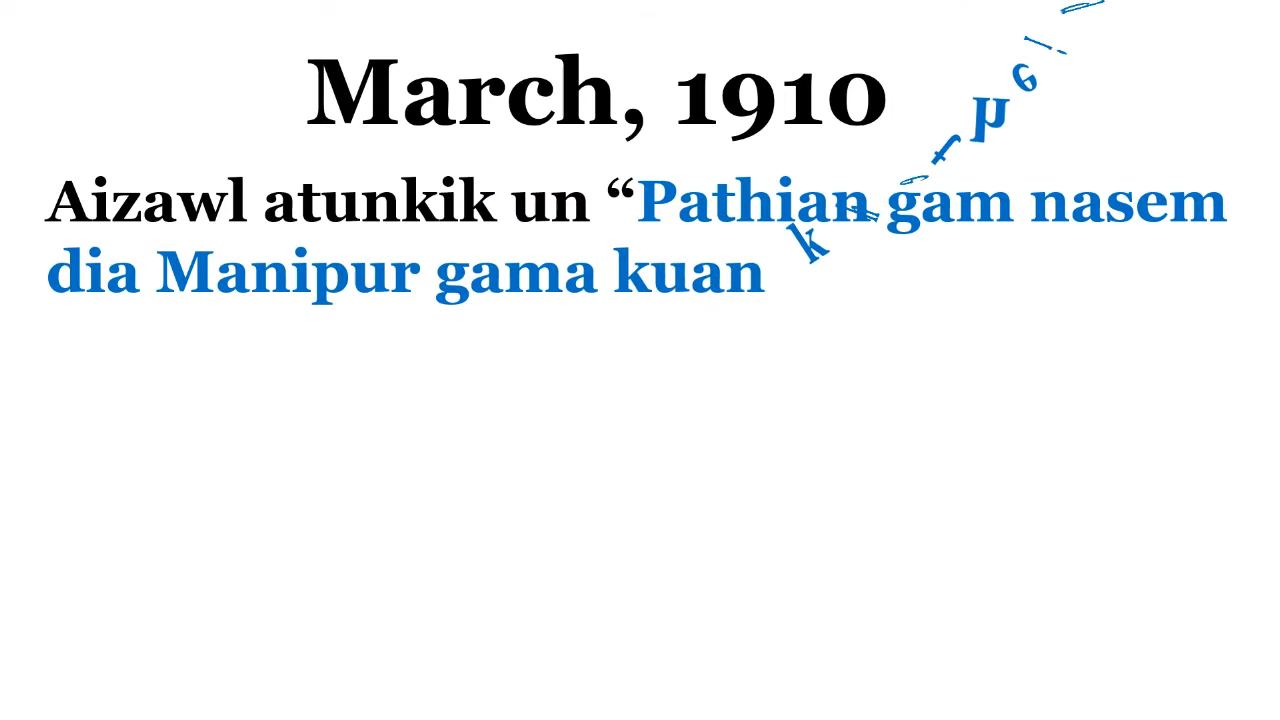 March, 1910
Aizawl atunkik un “Pathian gam nasem
dia Manipur gama kuan